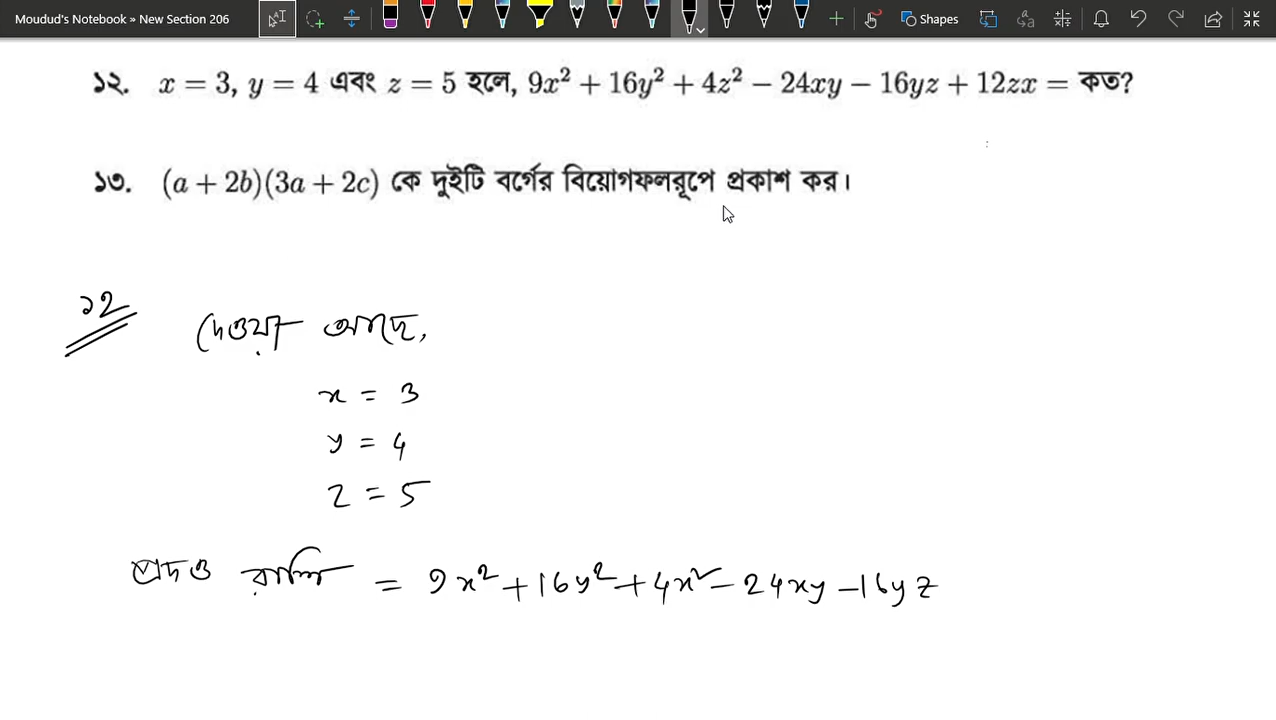 Moudud's Notebook » New Section 206
Shapes
১২. x = 3, y = 4 এবং z = 5 হলে, 9x² + 16y² + 4z² − 24xy − 16yz + 12zx = কত?
১৩. (a + 2b)(3a + 2c) কে দুইটি বর্গের বিয়োগফলরূপে প্রকাশ কর।
১২
দেওয়া আছে,
x = 3
y = 4
z = 5
প্রদত্ত রাশি = 9x² + 16y² + 4x² − 24xy − 16yz